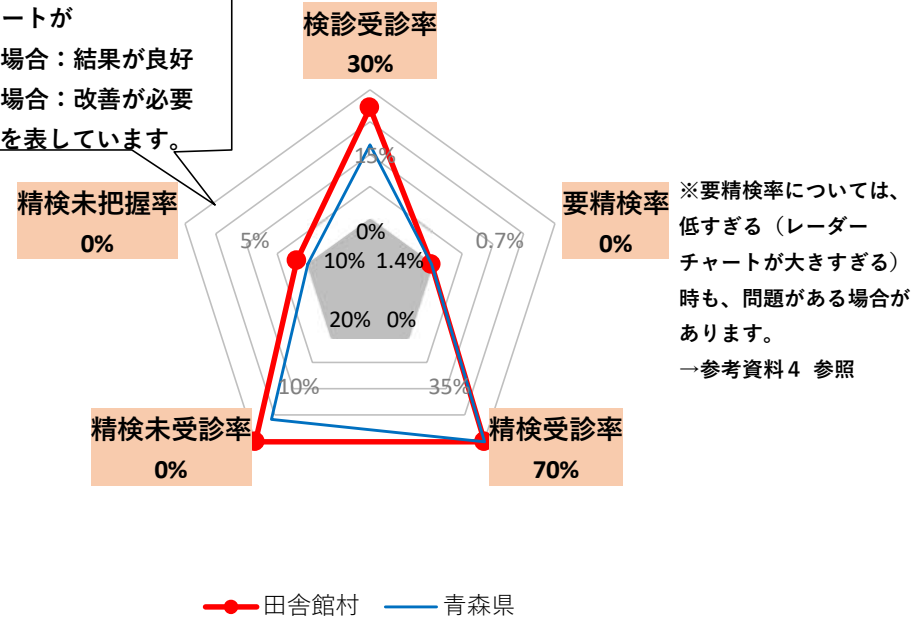 ートが
場合：結果が良好
場合：改善が必要
を表しています。
検診受診率
30%
15%
0%
精検未把握率
0%
5%
10%
1.4%
0.7%
要精検率
0%
※要精検率については、
低すぎる（レーダー
チャートが大きすぎる）
時も、問題がある場合が
あります。
→参考資料４ 参照
20%
0%
10%
35%
精検未受診率
0%
精検受診率
70%
田舎館村
青森県